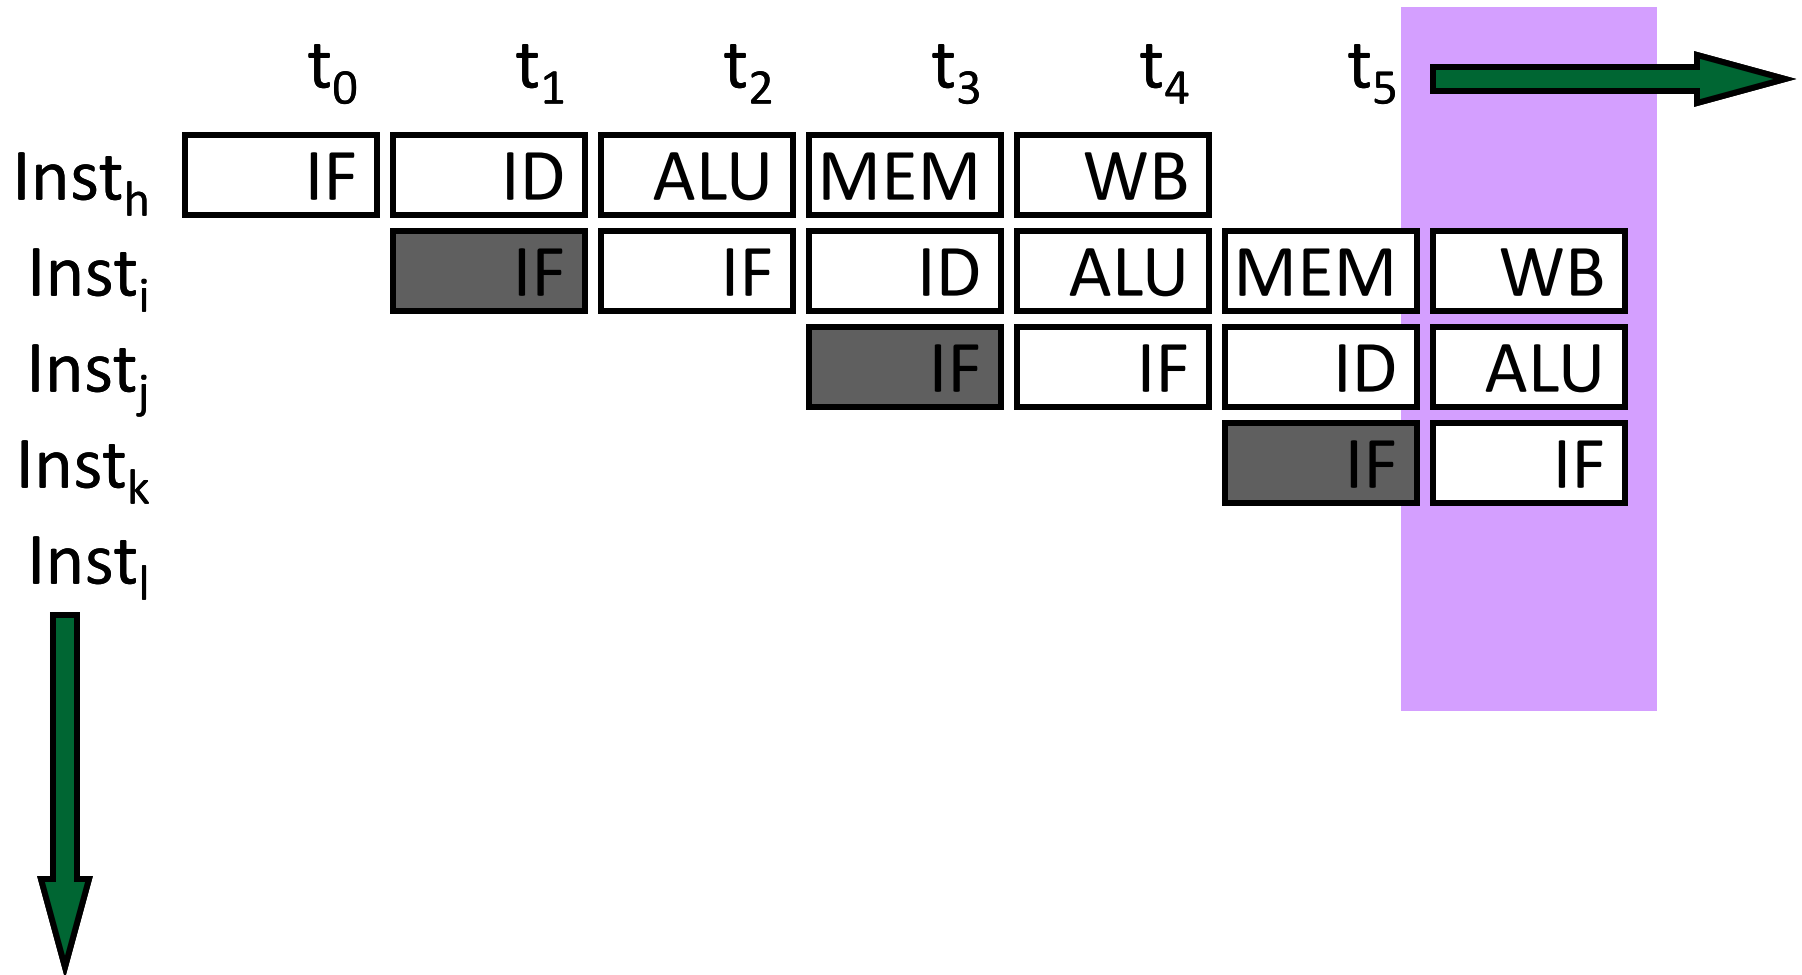 t₀ t₁ t₂ t₃ t₄ t₅
Instₕ IF ID ALU MEM WB
Instᵢ IF IF ID ALU MEM WB
Instⱼ IF IF ID ALU
Instₖ IF IF
Instₗ